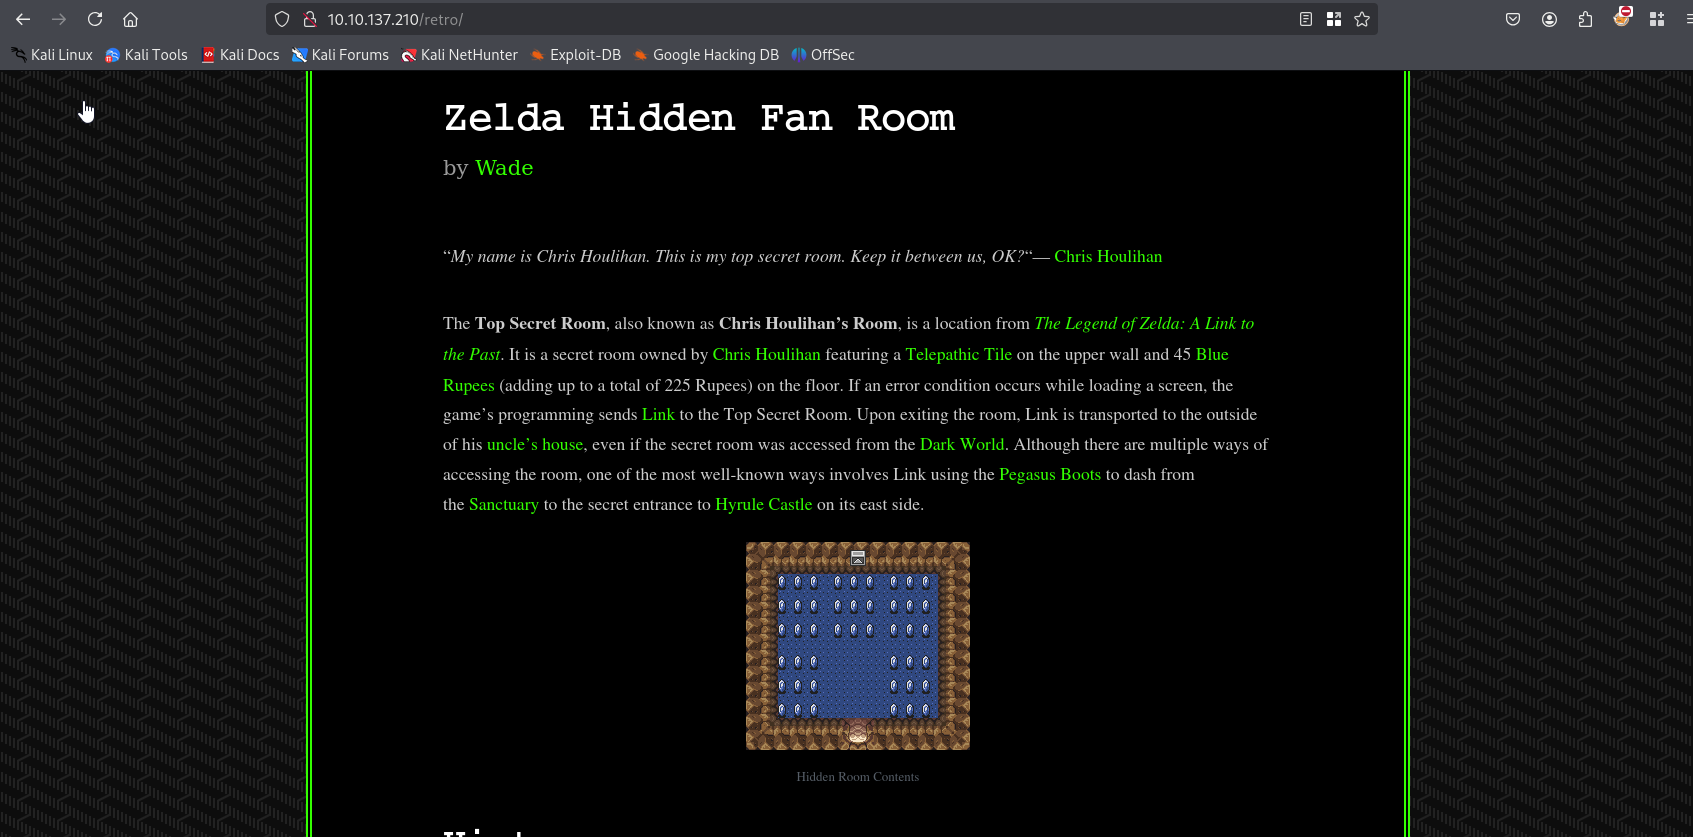 10.10.137.210/retro/
Kali Linux Kali Tools Kali Docs Kali Forums Kali NetHunter Exploit-DB Google Hacking DB OffSec
Zelda Hidden Fan Room
by Wade
“My name is Chris Houlihan. This is my top secret room. Keep it between us, OK?“— Chris Houlihan
The Top Secret Room, also known as Chris Houlihan’s Room, is a location from The Legend of Zelda: A Link to
the Past. It is a secret room owned by Chris Houlihan featuring a Telepathic Tile on the upper wall and 45 Blue
Rupees (adding up to a total of 225 Rupees) on the floor. If an error condition occurs while loading a screen, the
game’s programming sends Link to the Top Secret Room. Upon exiting the room, Link is transported to the outside
of his uncle’s house, even if the secret room was accessed from the Dark World. Although there are multiple ways of
accessing the room, one of the most well-known ways involves Link using the Pegasus Boots to dash from
the Sanctuary to the secret entrance to Hyrule Castle on its east side.
Hidden Room Contents